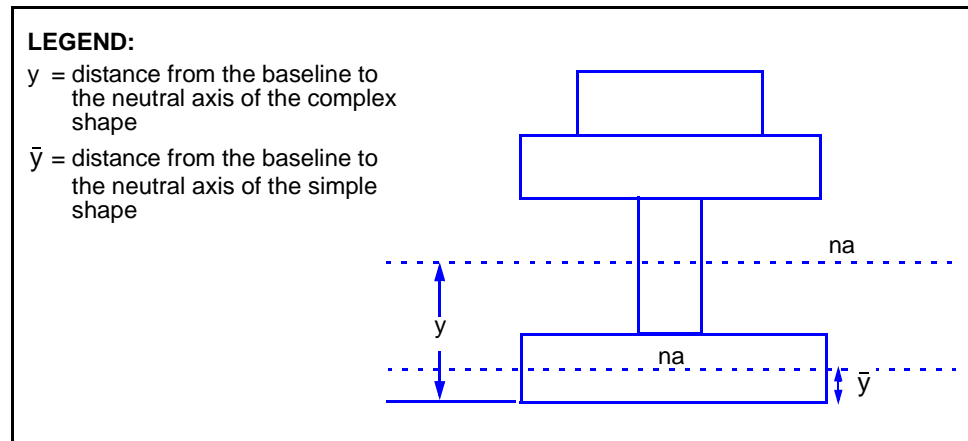 LEGEND:
y = distance from the baseline to
the neutral axis of the complex
shape
ȳ = distance from the baseline to
the neutral axis of the simple
shape
na
y
na
ȳ